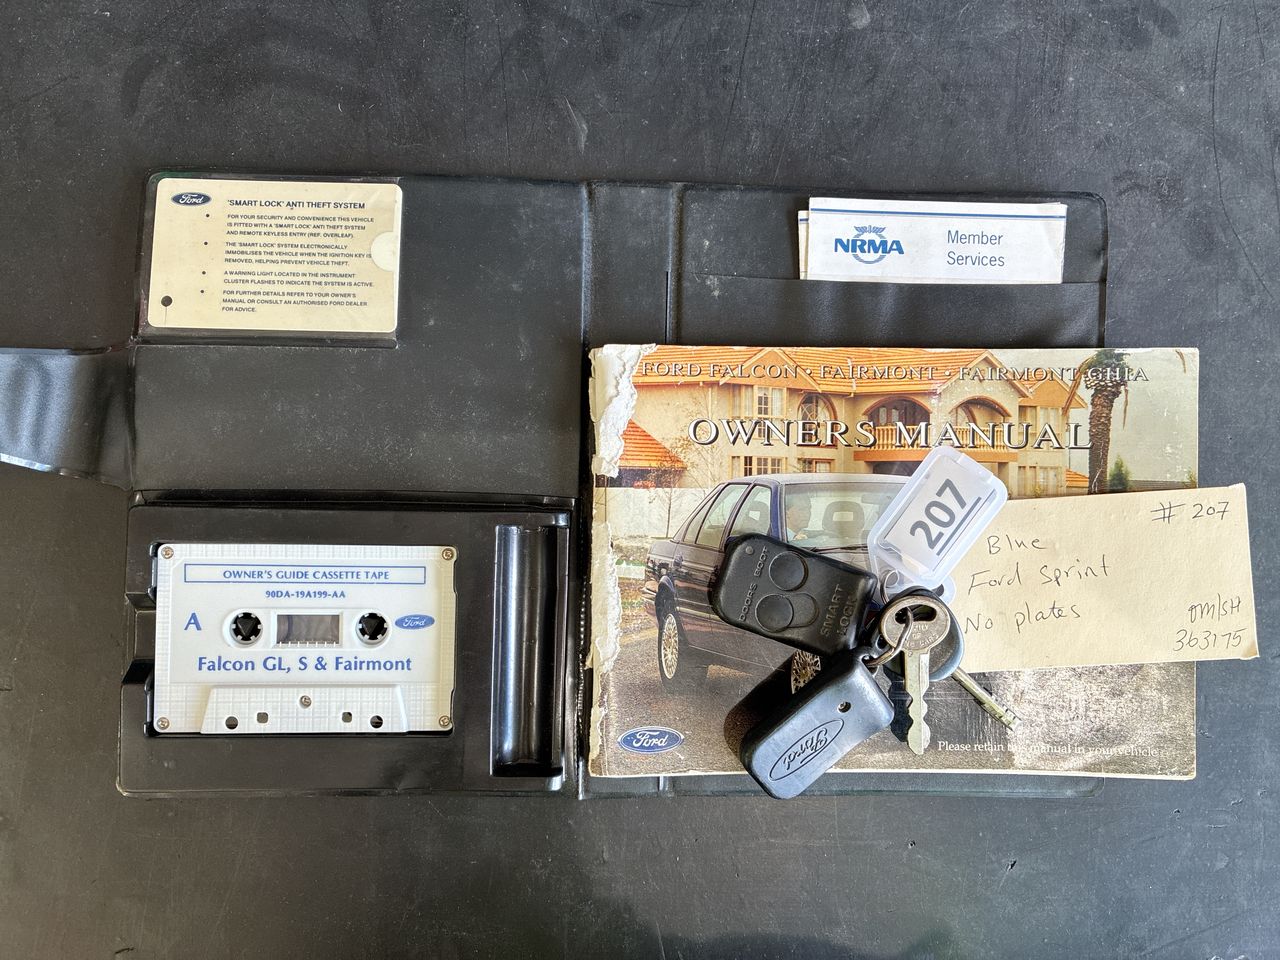 Ford
'SMART LOCK' ANTI THEFT SYSTEM
• FOR YOUR SECURITY AND CONVENIENCE THIS VEHICLE
IS FITTED WITH A 'SMART LOCK' ANTI THEFT SYSTEM
AND REMOTE KEYLESS ENTRY (REF. OVERLEAF).
• THE 'SMART LOCK' SYSTEM ELECTRONICALLY
IMMOBILISES THE VEHICLE WHEN THE IGNITION KEY IS
REMOVED, HELPING PREVENT VEHICLE THEFT.
• A WARNING LIGHT LOCATED IN THE INSTRUMENT
CLUSTER FLASHES TO INDICATE THE SYSTEM IS ACTIVE.
• FOR FURTHER DETAILS REFER TO YOUR OWNER'S
MANUAL OR CONSULT AN AUTHORISED FORD DEALER
FOR ADVICE.
NRMA
Member
Services
FORD FALCON • FAIRMONT • FAIRMONT GHIA
OWNERS MANUAL
207
# 207
Blue
Ford Sprint
No plates
OM/SH
363175
DOORS BOOT
SMART
LOCK
Ford
Ford
Please retain this manual in your vehicle
OWNER'S GUIDE CASSETTE TAPE
90DA-19A199-AA
A
Ford
Falcon GL, S & Fairmont